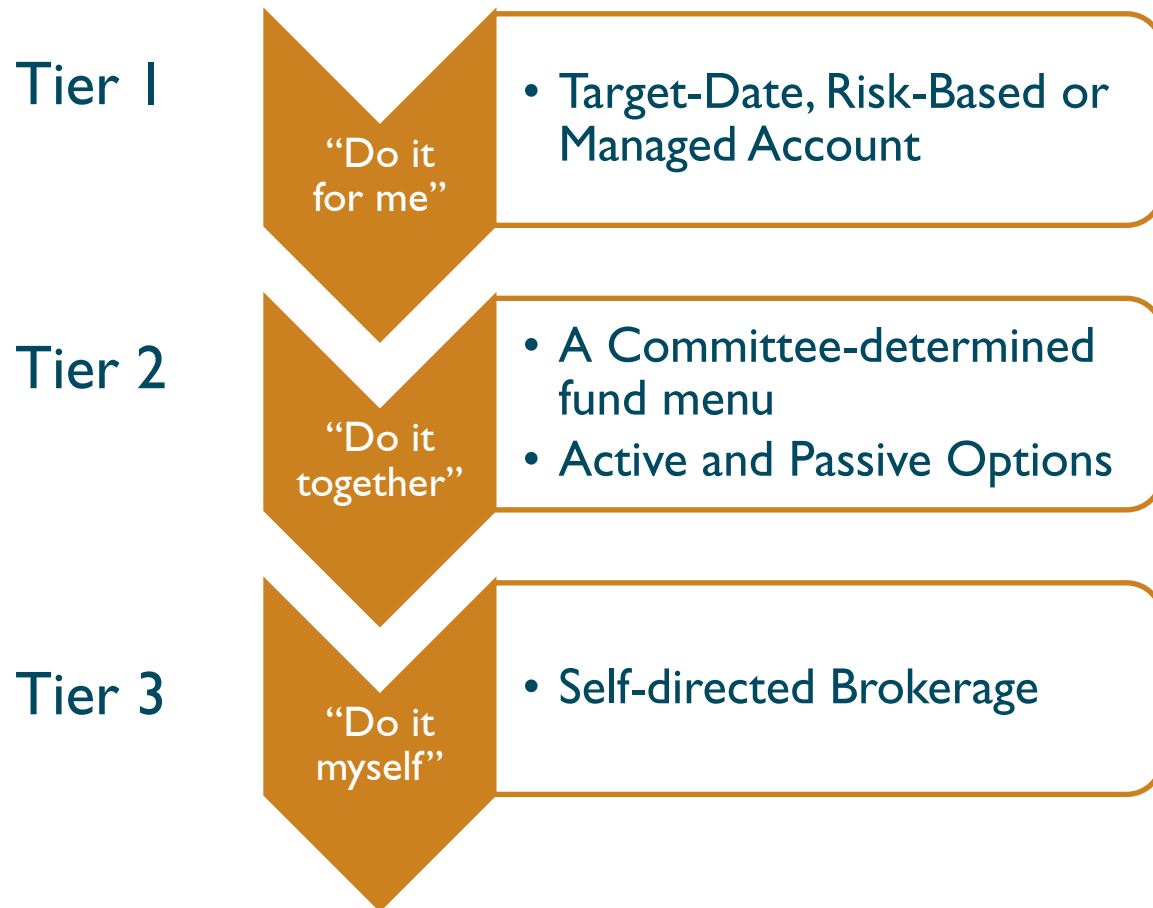 Tier 1
“Do it
for me”
• Target-Date, Risk-Based or
Managed Account
Tier 2
“Do it
together”
• A Committee-determined
fund menu
• Active and Passive Options
Tier 3
“Do it
myself”
• Self-directed Brokerage